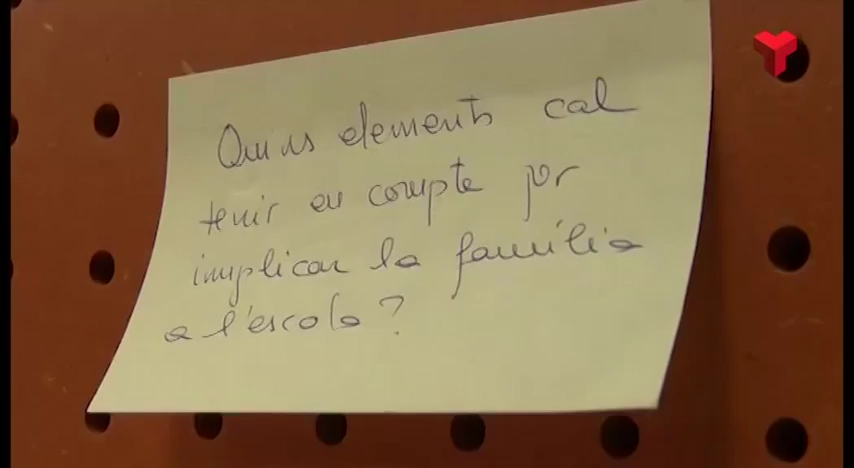 Quins elements cal
tenir en compte per
implicar la família
a l'escola?